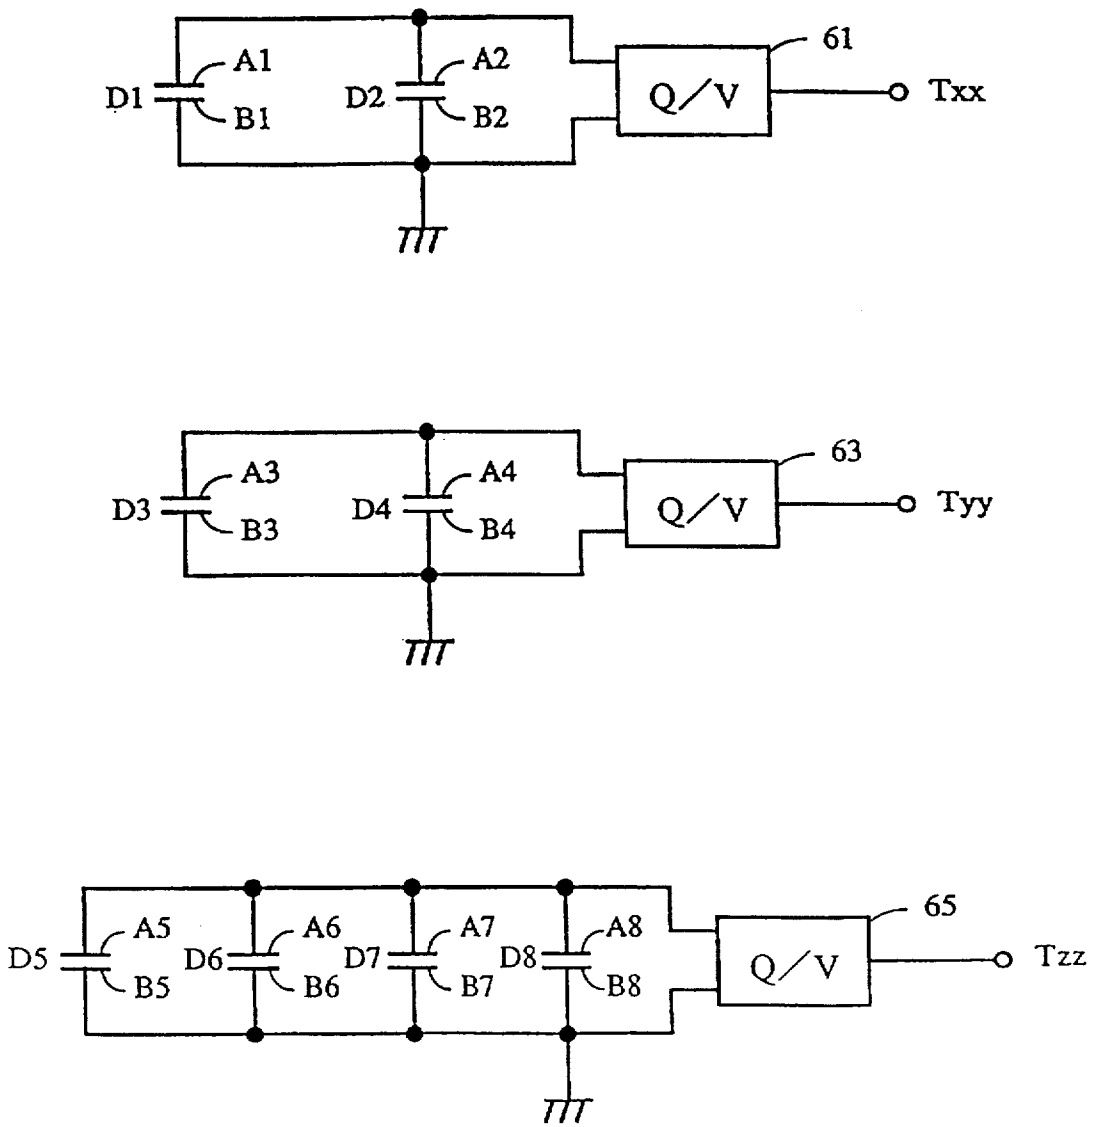 61
A1 A2
D1 D2 Q/V Txx
B1 B2
63
A3 A4
D3 D4 Q/V Tyy
B3 B4
65
A5 A6 A7 A8
D5 D6 D7 D8 Q/V Tzz
B5 B6 B7 B8